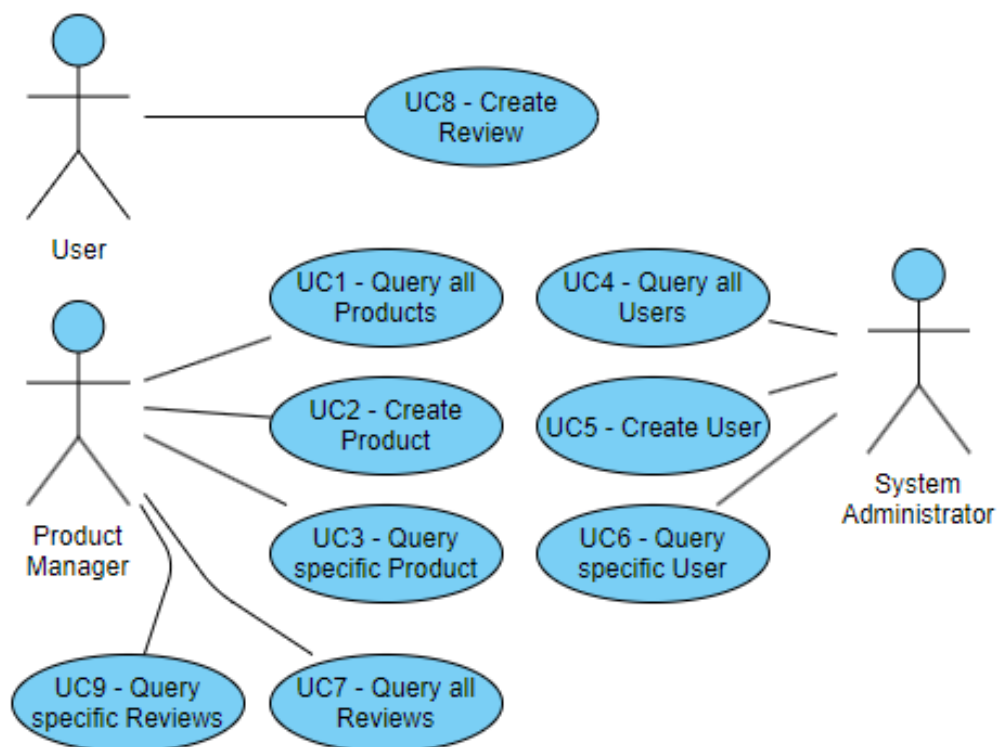 UC8 - Create
Review
User
UC1 - Query all
Products
UC4 - Query all
Users
UC2 - Create
Product
UC5 - Create User
System
Administrator
Product
Manager
UC3 - Query
specific Product
UC6 - Query
specific User
UC9 - Query
specific Reviews
UC7 - Query all
Reviews